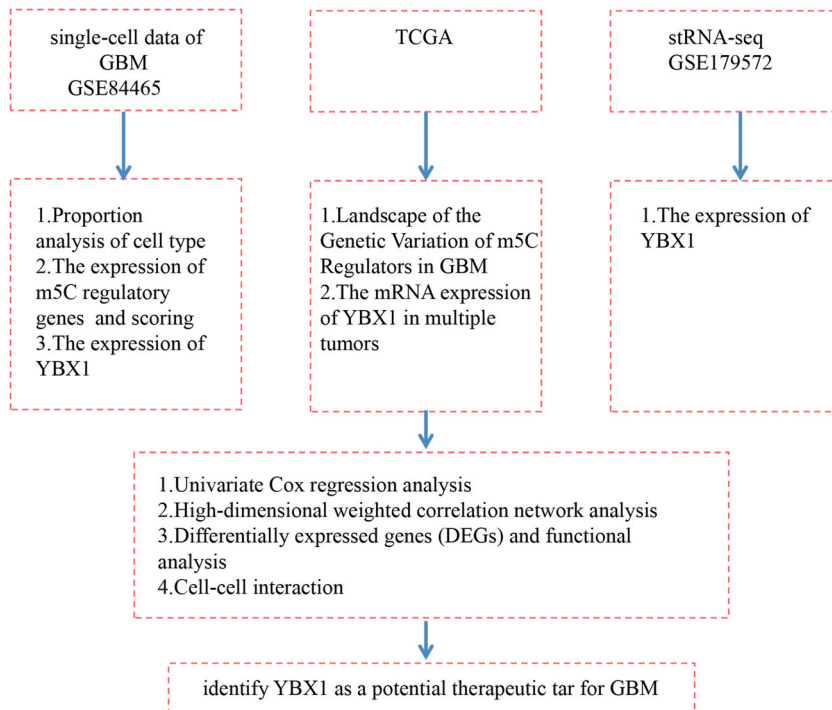 single-cell data of
GBM
GSE84465
TCGA
stRNA-seq
GSE179572
1.Proportion
analysis of cell type
2.The expression of
m5C regulatory
genes and scoring
3.The expression of
YBX1
1.Landscape of the
Genetic Variation of m5C
Regulators in GBM
2.The mRNA expression
of YBX1 in multiple
tumors
1.The expression of
YBX1
1.Univariate Cox regression analysis
2.High-dimensional weighted correlation network analysis
3.Differentially expressed genes (DEGs) and functional
analysis
4.Cell-cell interaction
identify YBX1 as a potential therapeutic tar for GBM